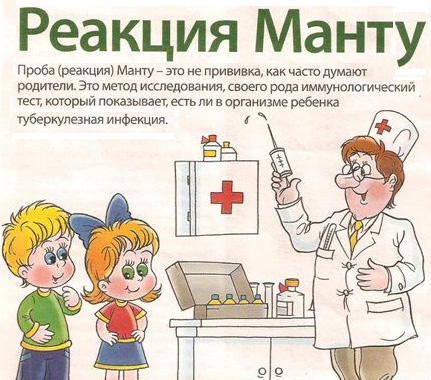 Реакция Манту
Проба (реакция) Манту – это не прививка, как часто думают
родители. Это метод исследования, своего рода иммунологический
тест, который показывает, есть ли в организме ребенка
туберкулезная инфекция.